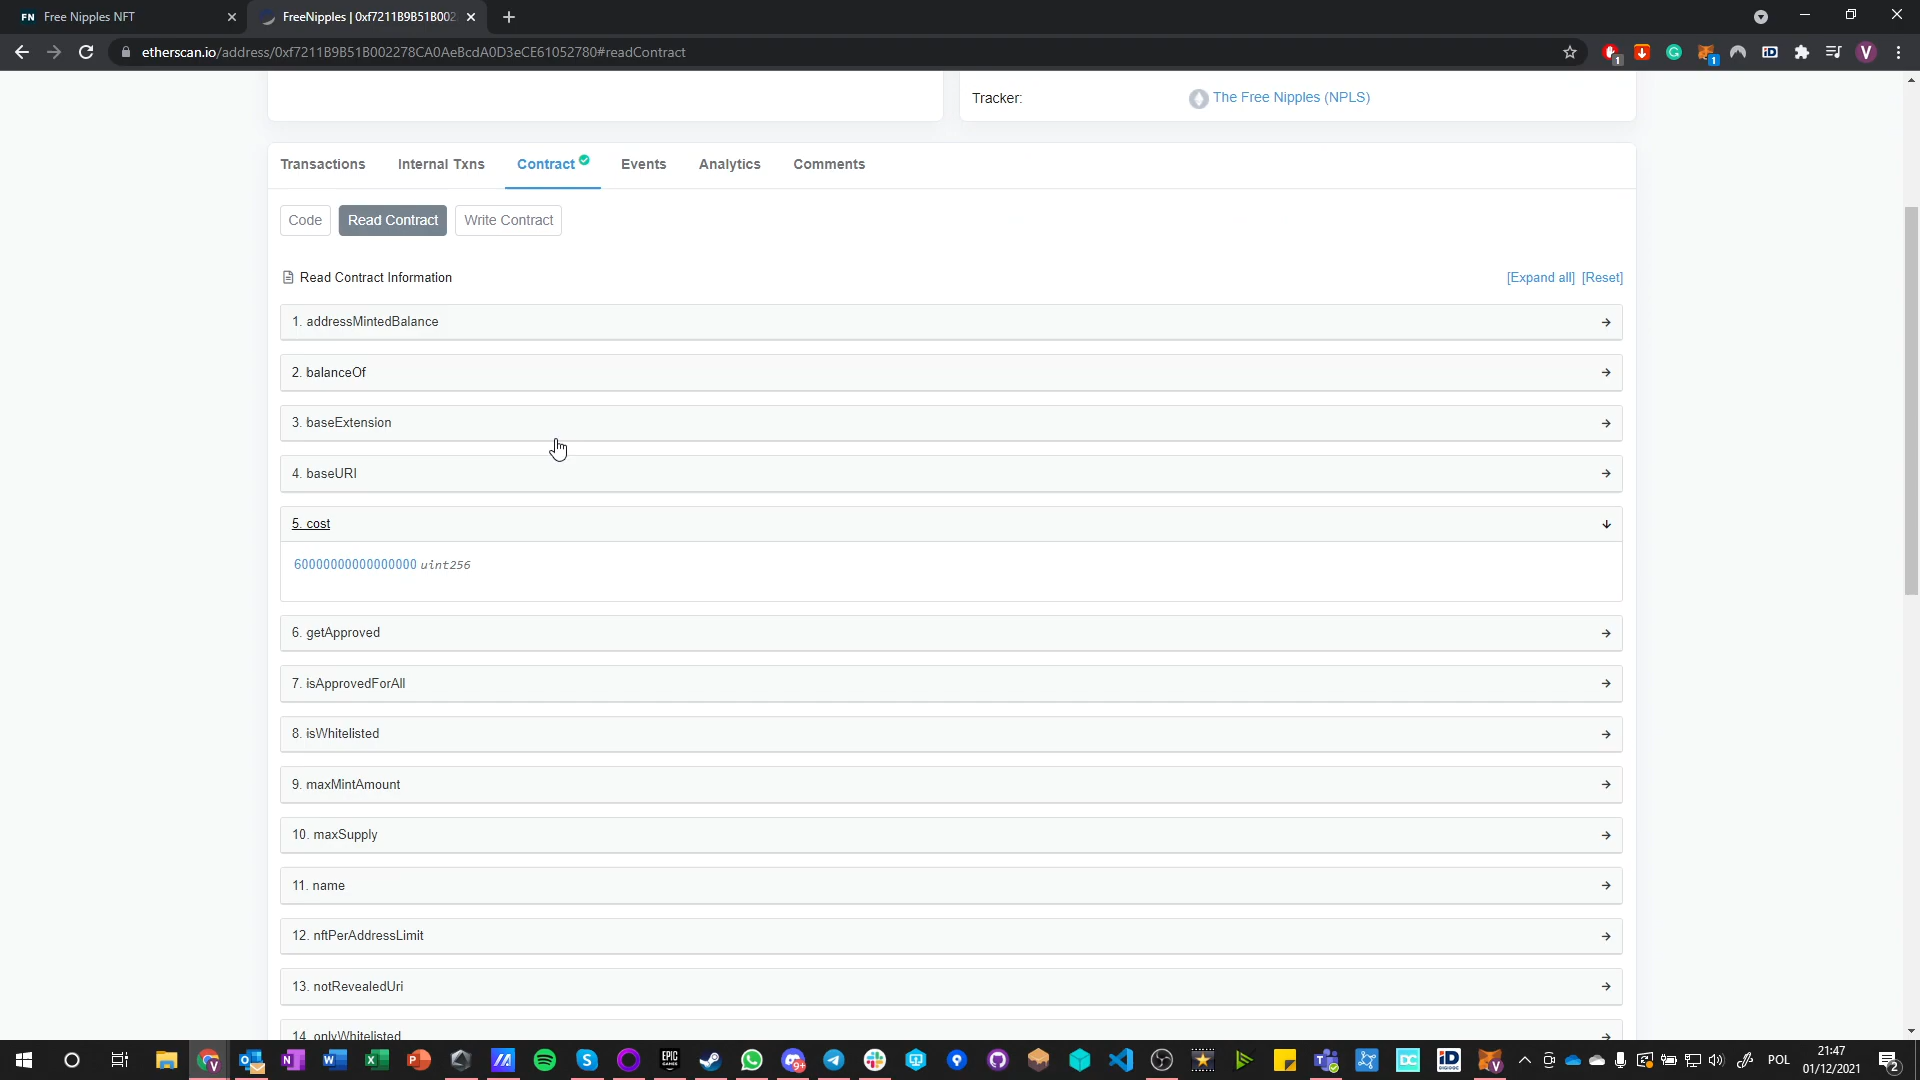 FN Free Nipples NFT
FreeNipples | 0xf7211B9B51B002
etherscan.io/address/0xf7211B9B51B002278CA0AeBcdA0D3eCE61052780#readContract
Tracker: The Free Nipples (NPLS)
Transactions Internal Txns Contract Events Analytics Comments
Code Read Contract Write Contract
Read Contract Information [Expand all] [Reset]
1. addressMintedBalance
2. balanceOf
3. baseExtension
4. baseURI
5. cost
60000000000000000 uint256
6. getApproved
7. isApprovedForAll
8. isWhitelisted
9. maxMintAmount
10. maxSupply
11. name
12. nftPerAddressLimit
13. notRevealedUri
14. onlyWhitelisted
POL
21:47
01/12/2021